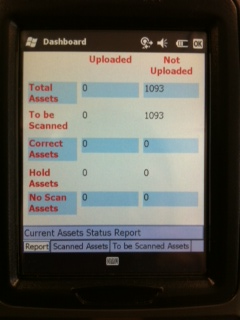 Dashboard
OK
Uploaded Not
Uploaded
Total
Assets 0 1093
To be
Scanned 0 1093
Correct
Assets 0 0
Hold
Assets 0 0
No Scan
Assets 0 0
Current Assets Status Report
Report Scanned Assets To be Scanned Assets